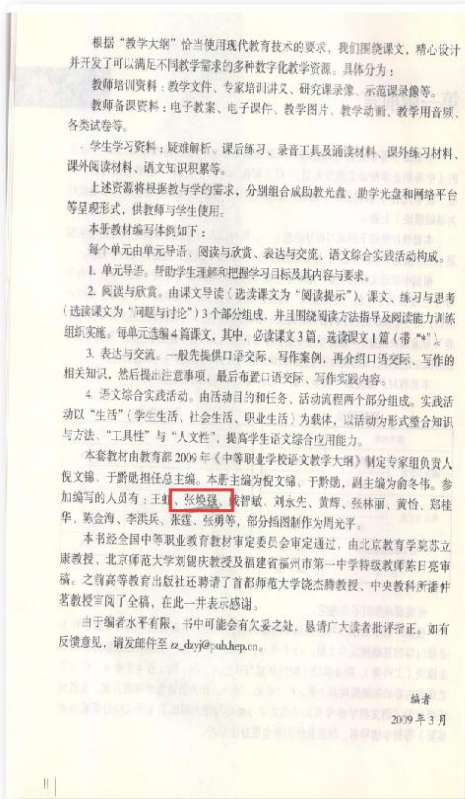 根据“教学大纲”恰当使用现代教育技术的要求，我们围绕课文，精心设计
并开发了可以满足不同教学需求的多种数字化教学资源。具体分为：
教师培训资料：教学文件、专家培训讲义、研究课录像、示范课录像等。
教师备课资料：电子教案、电子课件、教学图片、教学动画、教学用音频、
各类试卷等。
学生学习资料：疑难解析、课后练习、录音工具及诵读材料、课外练习材料、
课外阅读材料、语文知识积累等。
上述资源将根据教与学的需求，分别组合成助教光盘、助学光盘和网络平台
等呈现形式，供教师与学生使用。
本册教材编写体例如下：
每个单元由单元导语、阅读与欣赏、表达与交流、语文综合实践活动构成。
1. 单元导语。帮助学生理解和把握学习目标及其内容与要求。
2. 阅读与欣赏。由课文导读（选读课文为“阅读提示”）、课文、练习与思考
（选读课文为“问题与讨论”）3个部分组成，并且围绕阅读方法指导及阅读能力训练
组织实施。每单元选编4篇课文，其中，必读课文3篇，选读课文1篇（带“*”）。
3. 表达与交流。一般先提供口语交际、写作案例，再介绍口语交际、写作的
相关知识，然后提出注意事项，最后布置口语交际、写作实践内容。
4. 语文综合实践活动。由活动目的和任务、活动流程两个部分组成。实践活
动以“生活”（学生生活、社会生活、职业生活）为载体，以活动为形式整合知识
与方法、“工具性”与“人文性”，提高学生语文综合应用能力。
本套教材由教育部2009年《中等职业学校语文教学大纲》制定专家组负责人
倪文锦、于黔勋担任总主编。本册主编为倪文锦、于黔勋，副主编为俞冬伟。参
加编写的人员有：王虹、张焕强、戴智敏、刘永先、黄辉、张林丽、黄怡、郑桂
华、陈会海、李洪兵、张霆、张勇等，部分插图制作为周光平。
本书经全国中等职业教育教材审定委员会审定通过，由北京教育学院苏立
康教授、北京师范大学刘锡庆教授及福建省福州市第一中学特级教师陈日亮审
稿。之前高等教育出版社还聘请了首都师范大学饶杰腾教授、中央教科所潘仲
茗教授审阅了全稿，在此一并表示感谢。
由于编者水平有限，书中可能会有欠妥之处，恳请广大读者批评指正。如有
反馈意见，请发邮件至zz_dzyj@pub.hep.cn。
编者
2009年3月
II